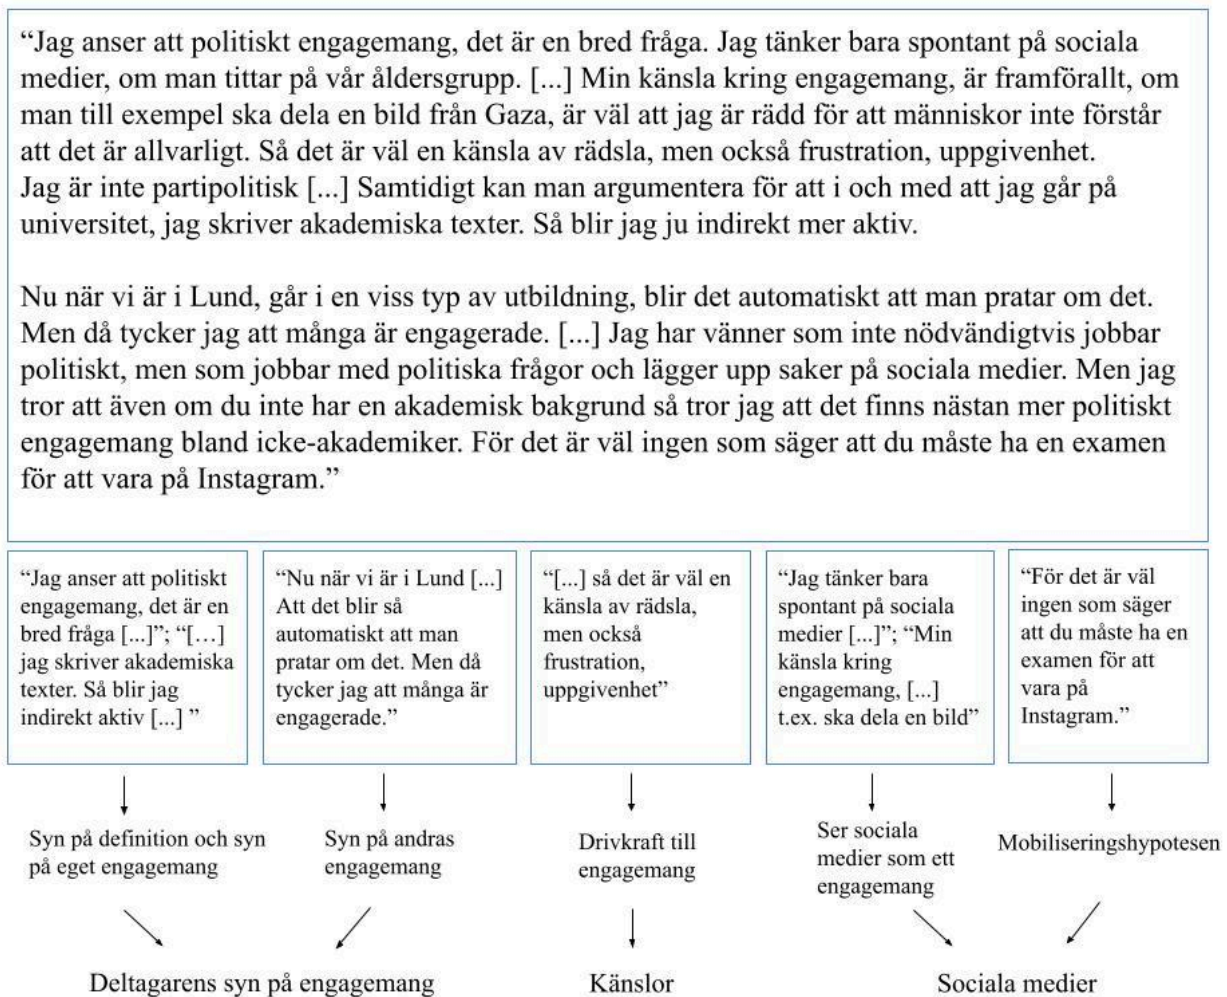 “Jag anser att politiskt engagemang, det är en bred fråga. Jag tänker bara spontant på sociala
medier, om man tittar på vår åldersgrupp. [...] Min känsla kring engagemang, är framförallt, om
man till exempel ska dela en bild från Gaza, är väl att jag är rädd för att människor inte förstår
att det är allvarligt. Så det är väl en känsla av rädsla, men också frustration, uppgivenhet.
Jag är inte partipolitisk [...] Samtidigt kan man argumentera för att i och med att jag går på
universitet, jag skriver akademiska texter. Så blir jag ju indirekt mer aktiv.
Nu när vi är i Lund, går i en viss typ av utbildning, blir det automatiskt att man pratar om det.
Men då tycker jag att många är engagerade. [...] Jag har vänner som inte nödvändigtvis jobbar
politiskt, men som jobbar med politiska frågor och lägger upp saker på sociala medier. Men jag
tror att även om du inte har en akademisk bakgrund så tror jag att det finns nästan mer politiskt
engagemang bland icke-akademiker. För det är väl ingen som säger att du måste ha en examen
för att vara på Instagram.”
“Jag anser att politiskt
engagemang, det är en
bred fråga [...]”; “[…]
jag skriver akademiska
texter. Så blir jag
indirekt aktiv [...] ”
“Nu när vi är i Lund [...]
Att det blir så
automatiskt att man
pratar om det. Men då
tycker jag att många är
engagerade.”
“[...] så det är väl en
känsla av rädsla,
men också
frustration,
uppgivenhet”
“Jag tänker bara
spontant på sociala
medier [...]”; “Min
känsla kring
engagemang, [...]
t.ex. ska dela en bild”
“För det är väl
ingen som säger
att du måste ha en
examen för att
vara på
Instagram.”
Syn på definition och syn
på eget engagemang
Syn på andras
engagemang
Drivkraft till
engagemang
Ser sociala
medier som ett
engagemang
Mobiliseringshypotesen
Deltagarens syn på engagemang
Känslor
Sociala medier